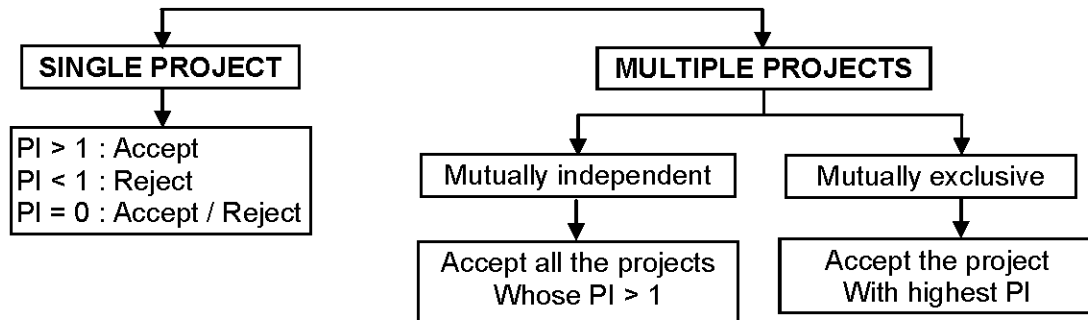 SINGLE PROJECT
PI > 1 : Accept
PI < 1 : Reject
PI = 0 : Accept / Reject
MULTIPLE PROJECTS
Mutually independent
Accept all the projects
Whose PI > 1
Mutually exclusive
Accept the project
With highest PI